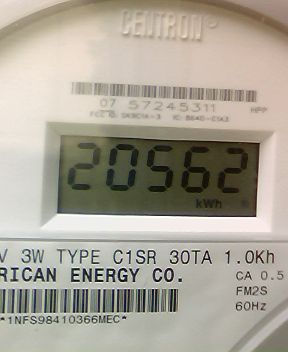 CENTRON®
07 57245311 APP
20562
kWh
V 3W TYPE C1SR 30TA 1.0Kh
RICAN ENERGY CO.
CA 0.5
FM2S
60Hz
*1NFS98410366MEC*